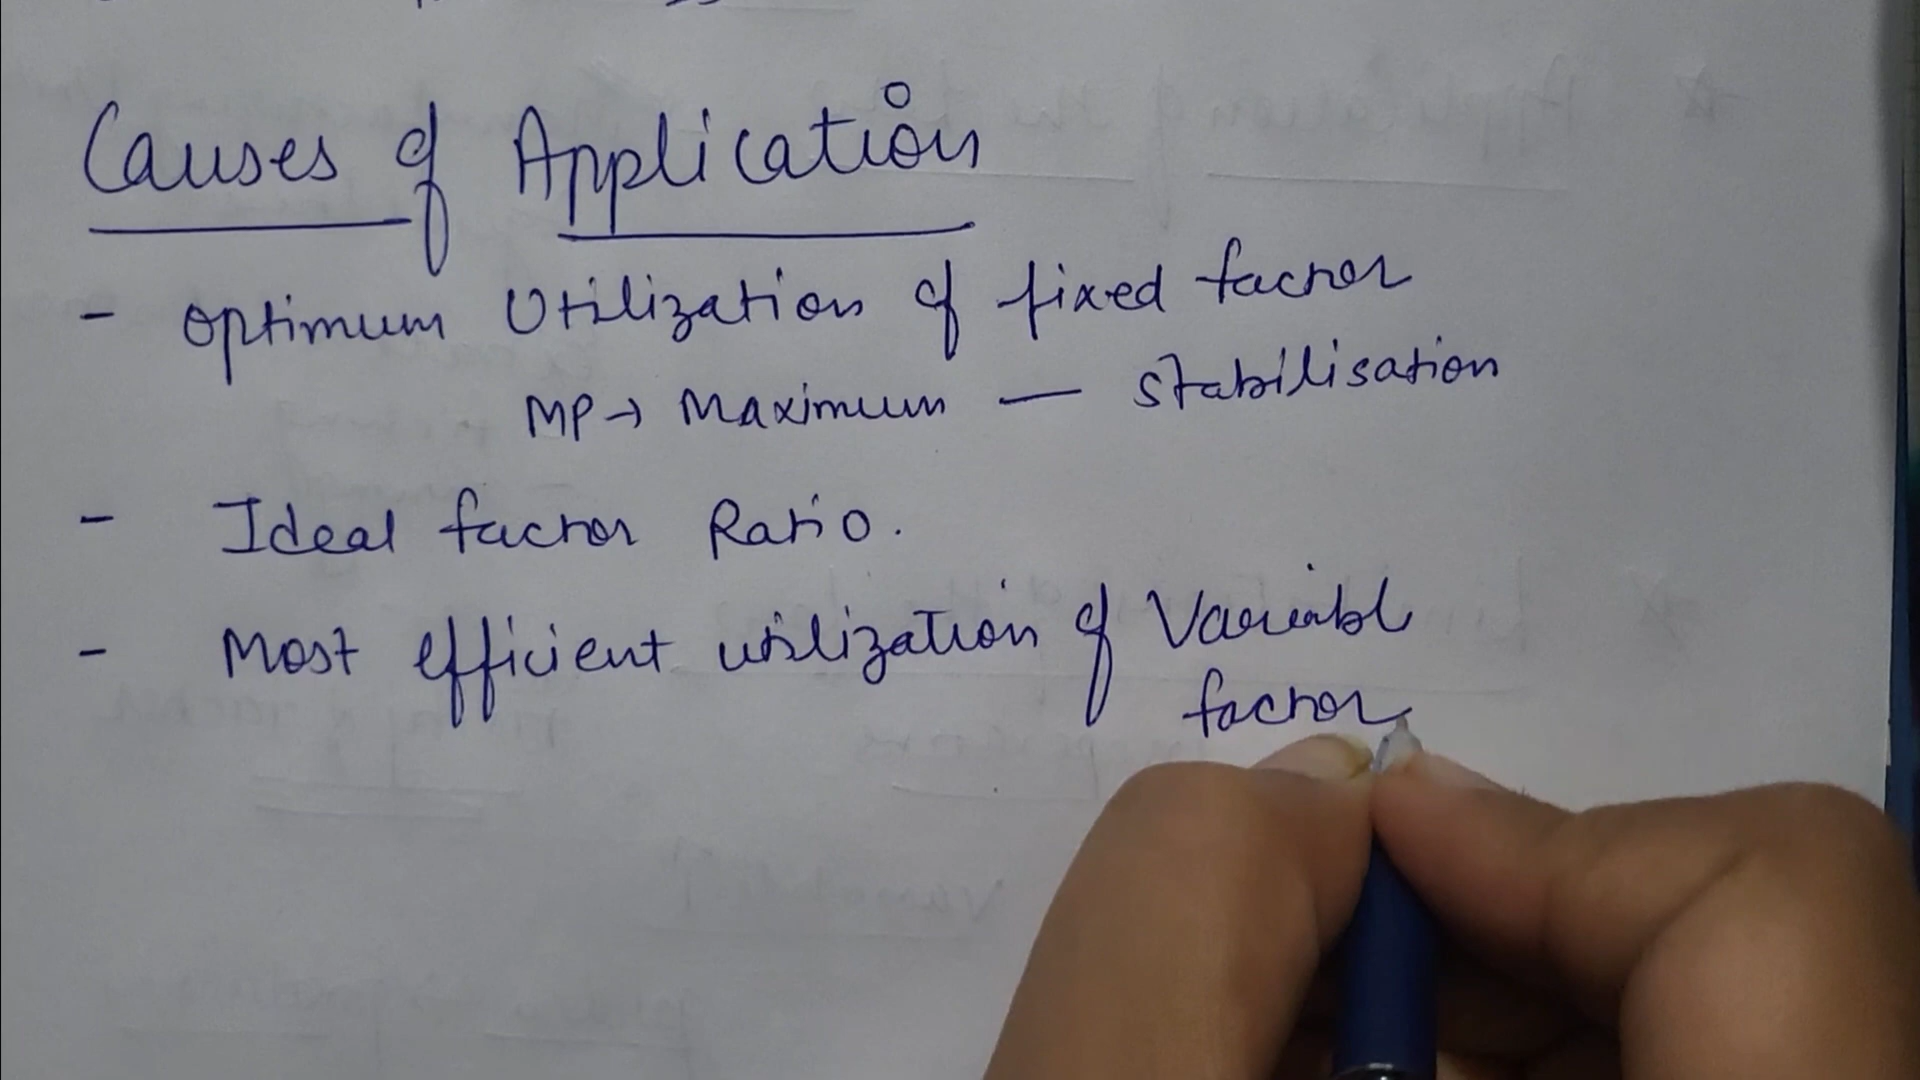 Causes of Application
- Optimum Utilization of fixed factor
MP → Maximum — Stabilisation
- Ideal factor Ratio.
- Most efficient utilization of Variabl
factor